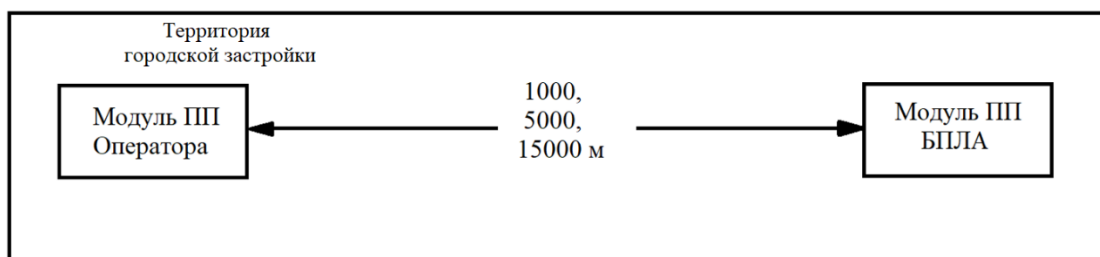 Территория
городской застройки
Модуль ПП
Оператора
1000,
5000,
15000 м
Модуль ПП
БПЛА